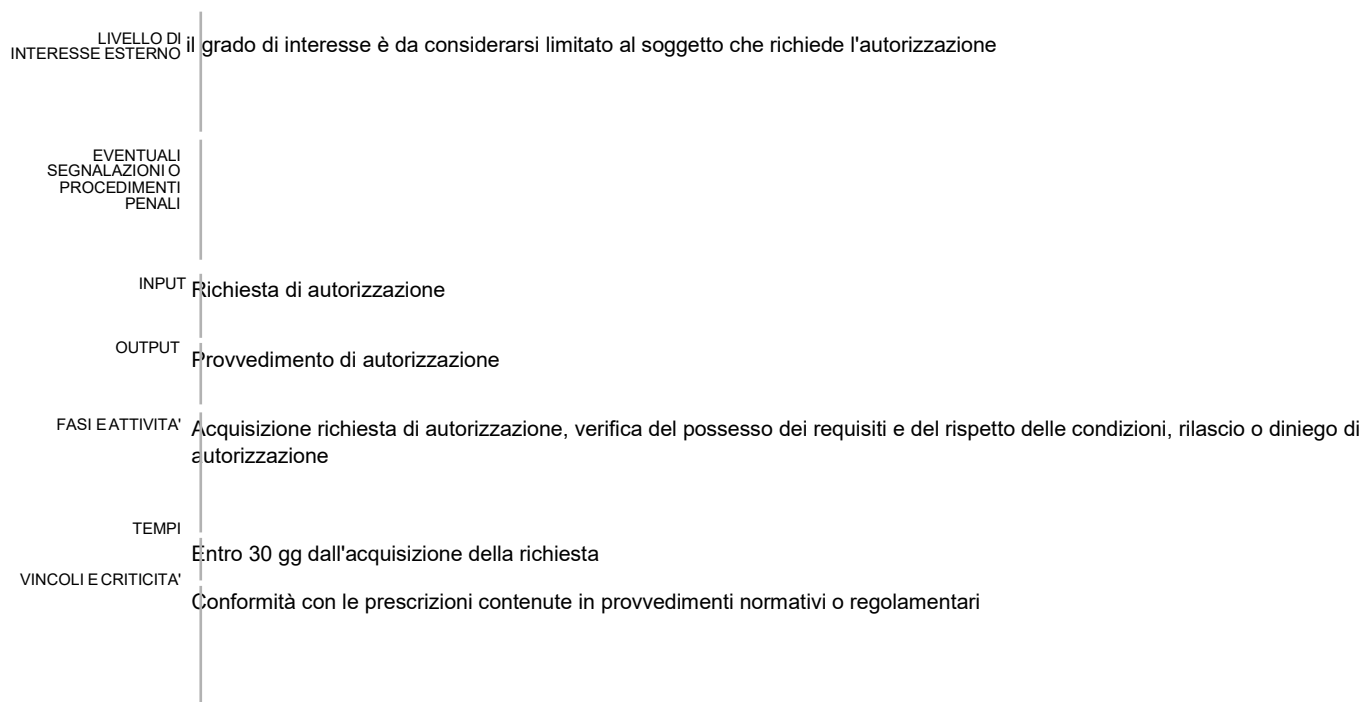 LIVELLO DI
INTERESSE ESTERNO
il grado di interesse è da considerarsi limitato al soggetto che richiede l'autorizzazione
EVENTUALI
SEGNALAZIONI O
PROCEDIMENTI
PENALI
INPUT
Richiesta di autorizzazione
OUTPUT
Provvedimento di autorizzazione
FASI E ATTIVITA'
Acquisizione richiesta di autorizzazione, verifica del possesso dei requisiti e del rispetto delle condizioni, rilascio o diniego di
autorizzazione
TEMPI
Entro 30 gg dall'acquisizione della richiesta
VINCOLI E CRITICITA'
Conformità con le prescrizioni contenute in provvedimenti normativi o regolamentari